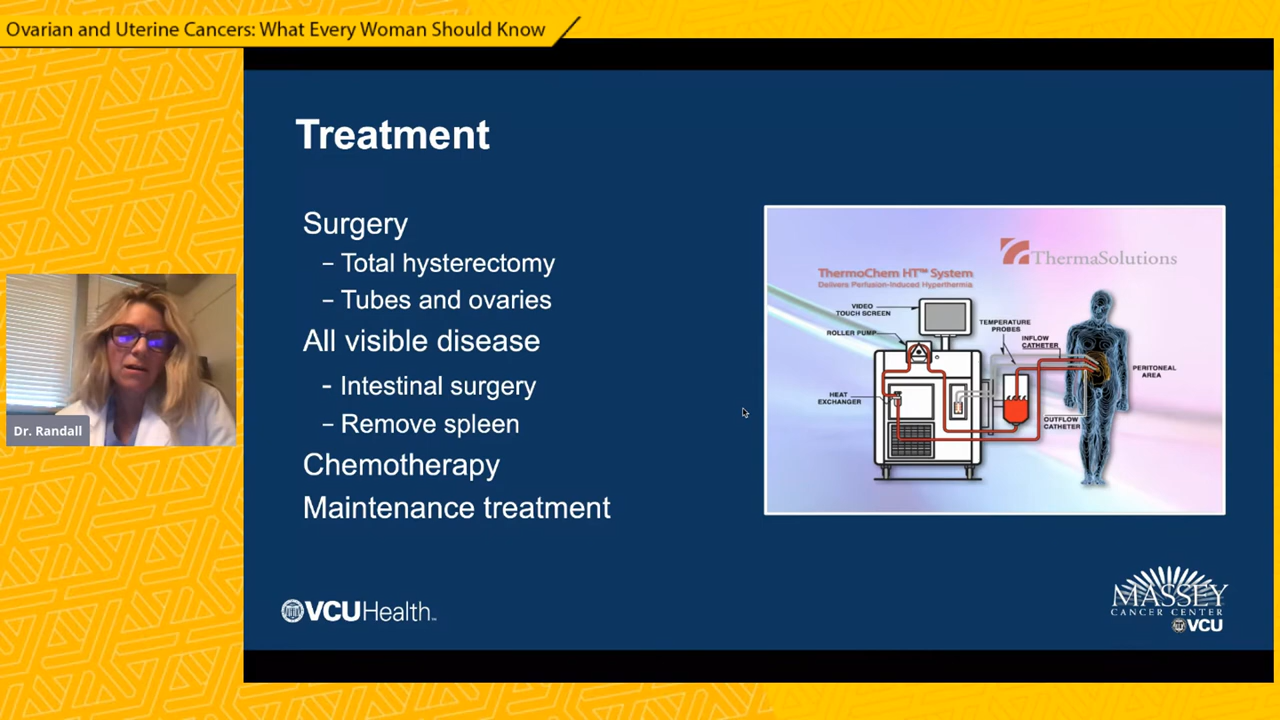 Ovarian and Uterine Cancers: What Every Woman Should Know
Treatment
Surgery
– Total hysterectomy
– Tubes and ovaries
All visible disease
- Intestinal surgery
– Remove spleen
Chemotherapy
Maintenance treatment
ThermaSolutions
ThermoChem HT™ System
Delivers Perfusion-Induced Hyperthermia
VIDEO
TOUCH SCREEN
ROLLER PUMP
TEMPERATURE
PROBES
INFLOW
CATHETER
PERITONEAL
AREA
HEAT
EXCHANGER
OUTFLOW
CATHETER
Dr. Randall
VCUHealth™
MASSEY
CANCER CENTER
VCU